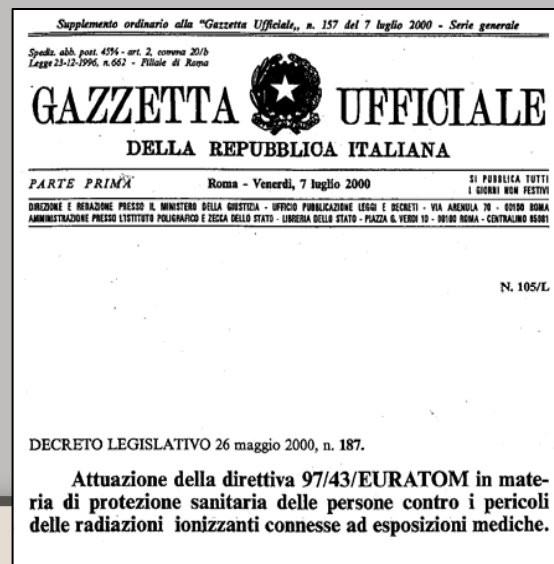 Supplemento ordinario alla "Gazzetta Ufficiale„ n. 157 del 7 luglio 2000 - Serie generale
Spediz. abb. post. 45% - art. 2, comma 20/b
Legge 23-12-1996, n. 662 - Filiale di Roma
GAZZETTA UFFICIALE
DELLA REPUBBLICA ITALIANA
PARTE PRIMA
Roma - Venerdì, 7 luglio 2000
SI PUBBLICA TUTTI
I GIORNI NON FESTIVI
DIREZIONE E REDAZIONE PRESSO IL MINISTERO DELLA GIUSTIZIA - UFFICIO PUBBLICAZIONE LEGGI E DECRETI - VIA ARENULA 70 - 00100 ROMA
AMMINISTRAZIONE PRESSO L'ISTITUTO POLIGRAFICO E ZECCA DELLO STATO - LIBRERIA DELLO STATO - PIAZZA G. VERDI 10 - 00100 ROMA - CENTRALINO 85081
N. 105/L
DECRETO LEGISLATIVO 26 maggio 2000, n. 187.
Attuazione della direttiva 97/43/EURATOM in mate-
ria di protezione sanitaria delle persone contro i pericoli
delle radiazioni ionizzanti connesse ad esposizioni mediche.